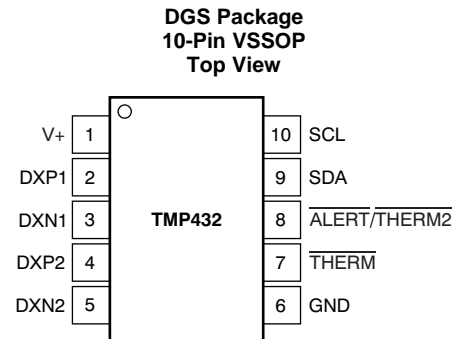 DGS Package
10-Pin VSSOP
Top View
V+ 1 10 SCL
DXP1 2 9 SDA
DXN1 3 TMP432 8 ALERT/THERM2
DXP2 4 7 THERM
DXN2 5 6 GND